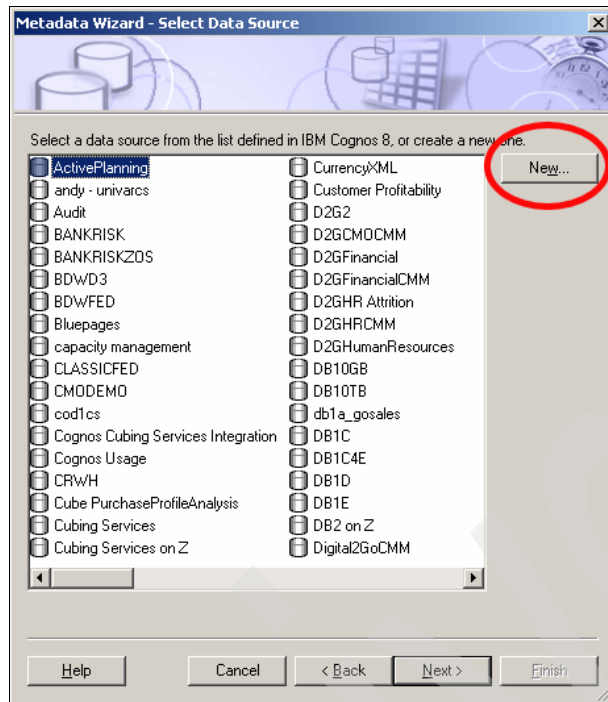 Metadata Wizard - Select Data Source
Select a data source from the list defined in IBM Cognos 8, or create a new one.
ActivePlanning
andy - univarcs
Audit
BANKRISK
BANKRISKZOS
BDWD3
BDWFED
Bluepages
capacity management
CLASSICFED
CMODEMO
cod1cs
Cognos Cubing Services Integration
Cognos Usage
CRWH
Cube PurchaseProfileAnalysis
Cubing Services
Cubing Services on Z
CurrencyXML
Customer Profitability
D2G2
D2GCMOCMM
D2GFinancial
D2GFinancialCMM
D2GHR Attrition
D2GHRCMM
D2GHumanResources
DB10GB
DB10TB
db1a_gosales
DB1C
DB1C4E
DB1D
DB1E
DB2 on Z
Digital2GoCMM
New...
Help Cancel < Back Next > Finish